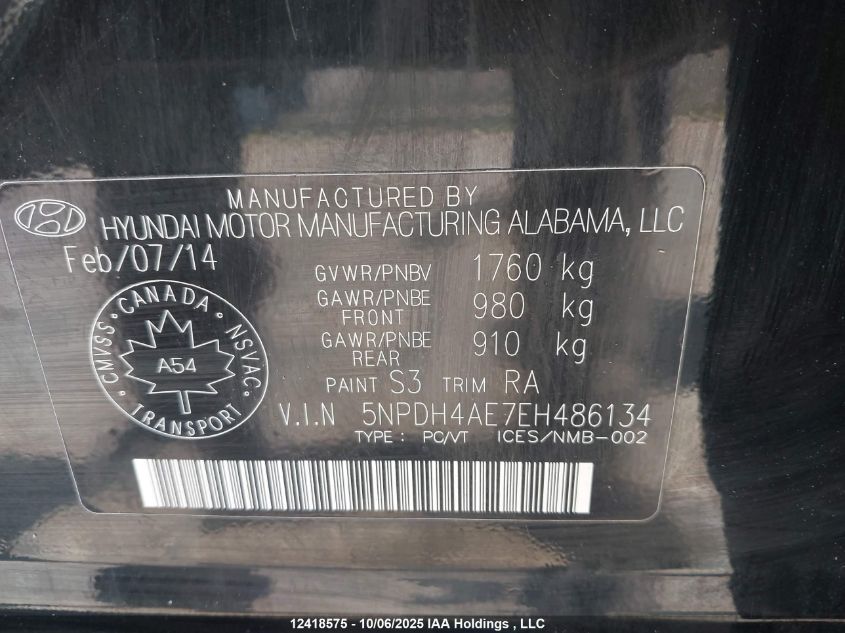 MANUFACTURED BY
HYUNDAI MOTOR MANUFACTURING ALABAMA, LLC
Feb/07/14
GVWR/PNBV 1760 kg
GAWR/PNBE FRONT 980 kg
GAWR/PNBE REAR 910 kg
PAINT S3 TRIM RA
V.I.N 5NPDH4AE7EH486134
TYPE : PC/VT ICES/NMB-002
CANADA
CMVSS NSVAC
A54
TRANSPORT
12418575 - 10/06/2025 IAA Holdings , LLC